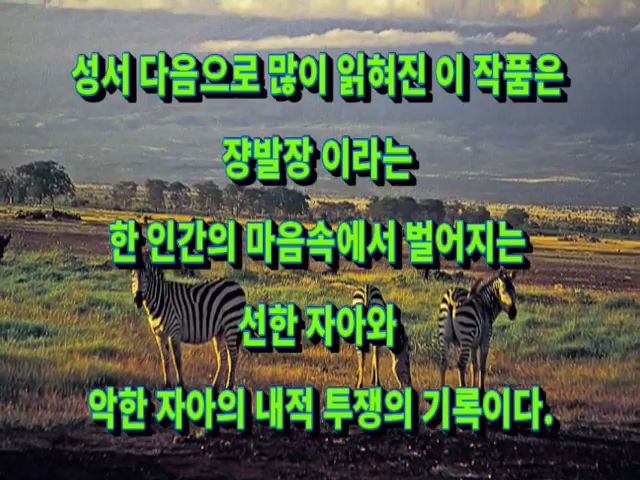 성서 다음으로 많이 읽혀진 이 작품은
쟝발장 이라는
한 인간의 마음속에서 벌어지는
선한 자아와
악한 자아의 내적 투쟁의 기록이다.